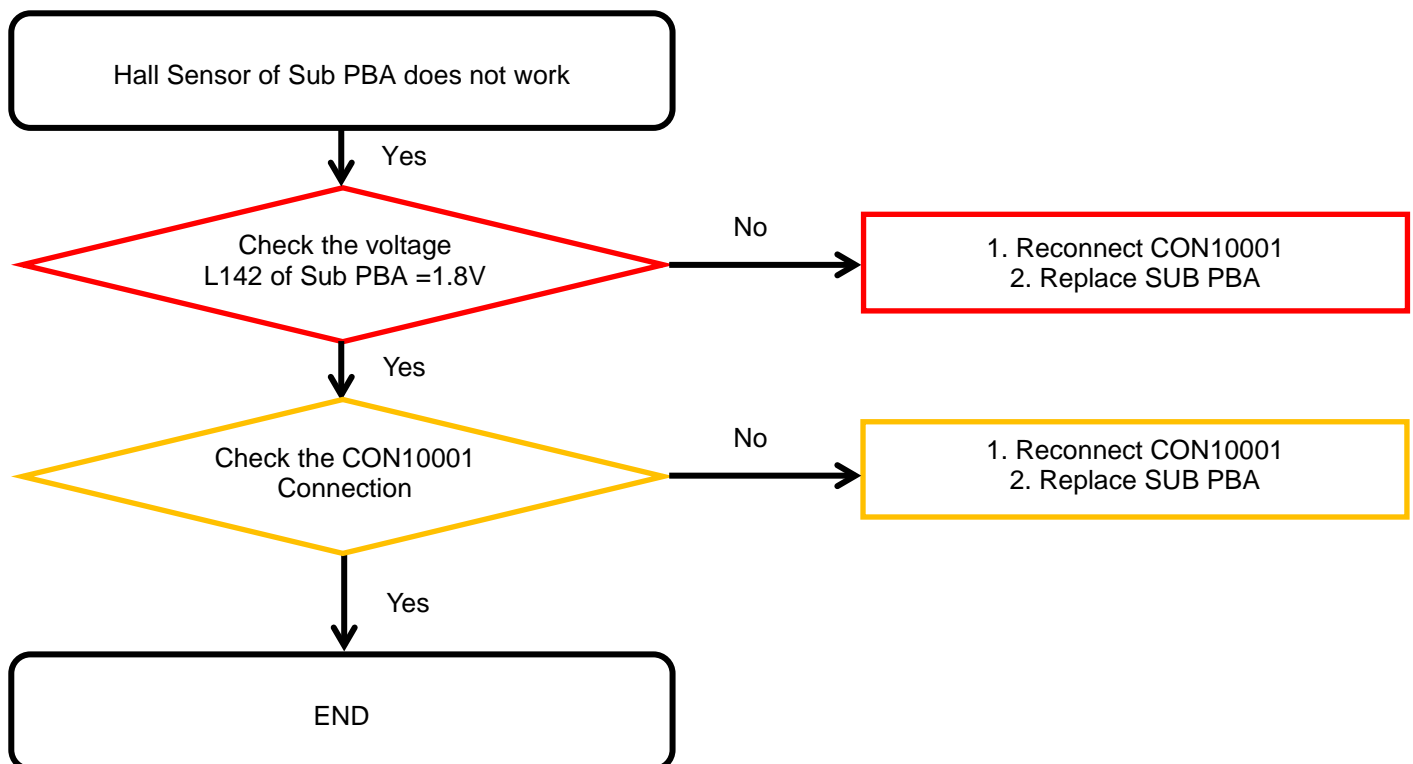 Hall Sensor of Sub PBA does not work
Yes
Check the voltage
L142 of Sub PBA =1.8V
No
1. Reconnect CON10001
2. Replace SUB PBA
Yes
Check the CON10001
Connection
No
1. Reconnect CON10001
2. Replace SUB PBA
Yes
END